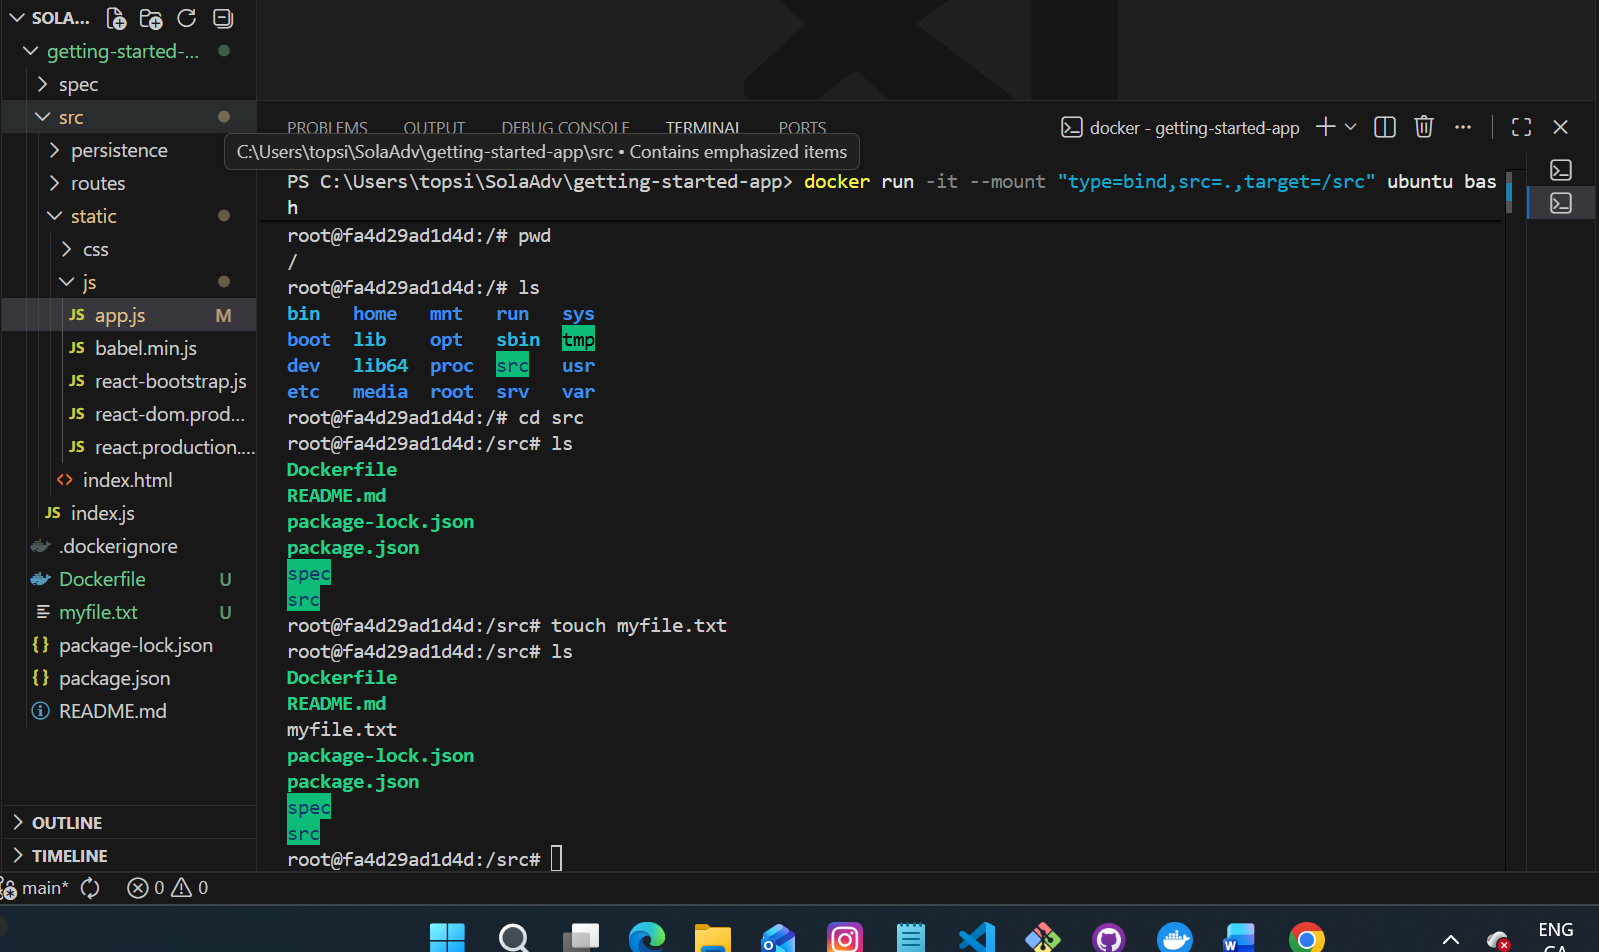 SOLA...
getting-started-...
spec
src
persistence
routes
static
css
js
JS app.js M
JS babel.min.js
JS react-bootstrap.js
JS react-dom.prod...
JS react.production....
<> index.html
JS index.js
.dockerignore
Dockerfile U
myfile.txt U
{} package-lock.json
{} package.json
README.md
OUTLINE
TIMELINE
PROBLEMS OUTPUT DEBUG CONSOLE TERMINAL PORTS
docker - getting-started-app
C:\Users\topsi\SolaAdv\getting-started-app\src • Contains emphasized items
PS C:\Users\topsi\SolaAdv\getting-started-app> docker run -it --mount "type=bind,src=.,target=/src" ubuntu bas
h
root@fa4d29ad1d4d:/# pwd
/
root@fa4d29ad1d4d:/# ls
bin home mnt run sys
boot lib opt sbin tmp
dev lib64 proc src usr
etc media root srv var
root@fa4d29ad1d4d:/# cd src
root@fa4d29ad1d4d:/src# ls
Dockerfile
README.md
package-lock.json
package.json
spec
src
root@fa4d29ad1d4d:/src# touch myfile.txt
root@fa4d29ad1d4d:/src# ls
Dockerfile
README.md
myfile.txt
package-lock.json
package.json
spec
src
root@fa4d29ad1d4d:/src#
main* 0 0
ENG